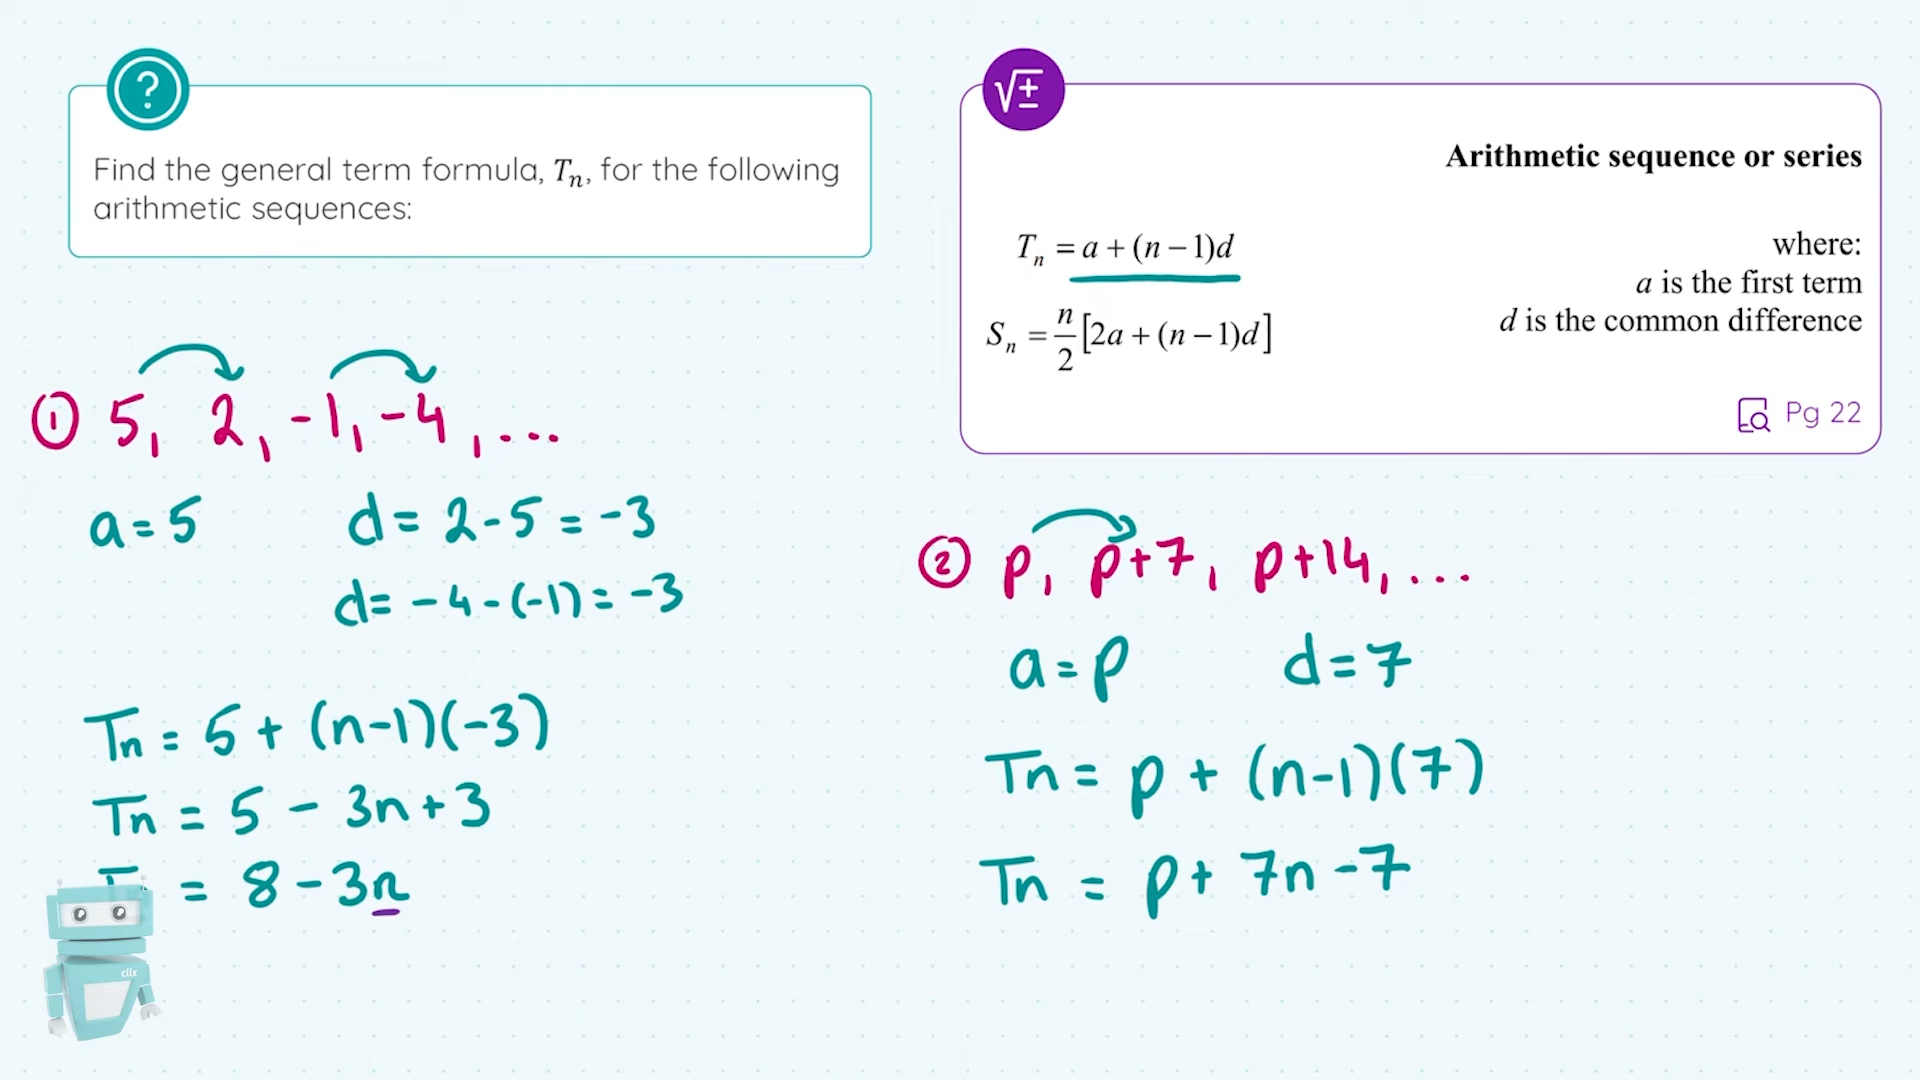 ?
Find the general term formula, Tₙ, for the following
arithmetic sequences:
√±
Arithmetic sequence or series
Tₙ = a + (n − 1)d
Sₙ = n/2 [2a + (n − 1)d]
where:
a is the first term
d is the common difference
Pg 22
① 5, 2, -1, -4, ...
a = 5 d = 2 - 5 = -3
d = -4 - (-1) = -3
Tn = 5 + (n-1)(-3)
Tn = 5 - 3n + 3
= 8 - 3n
clix
② p, p+7, p+14, ...
a = p d = 7
Tn = p + (n-1)(7)
Tn = p + 7n - 7